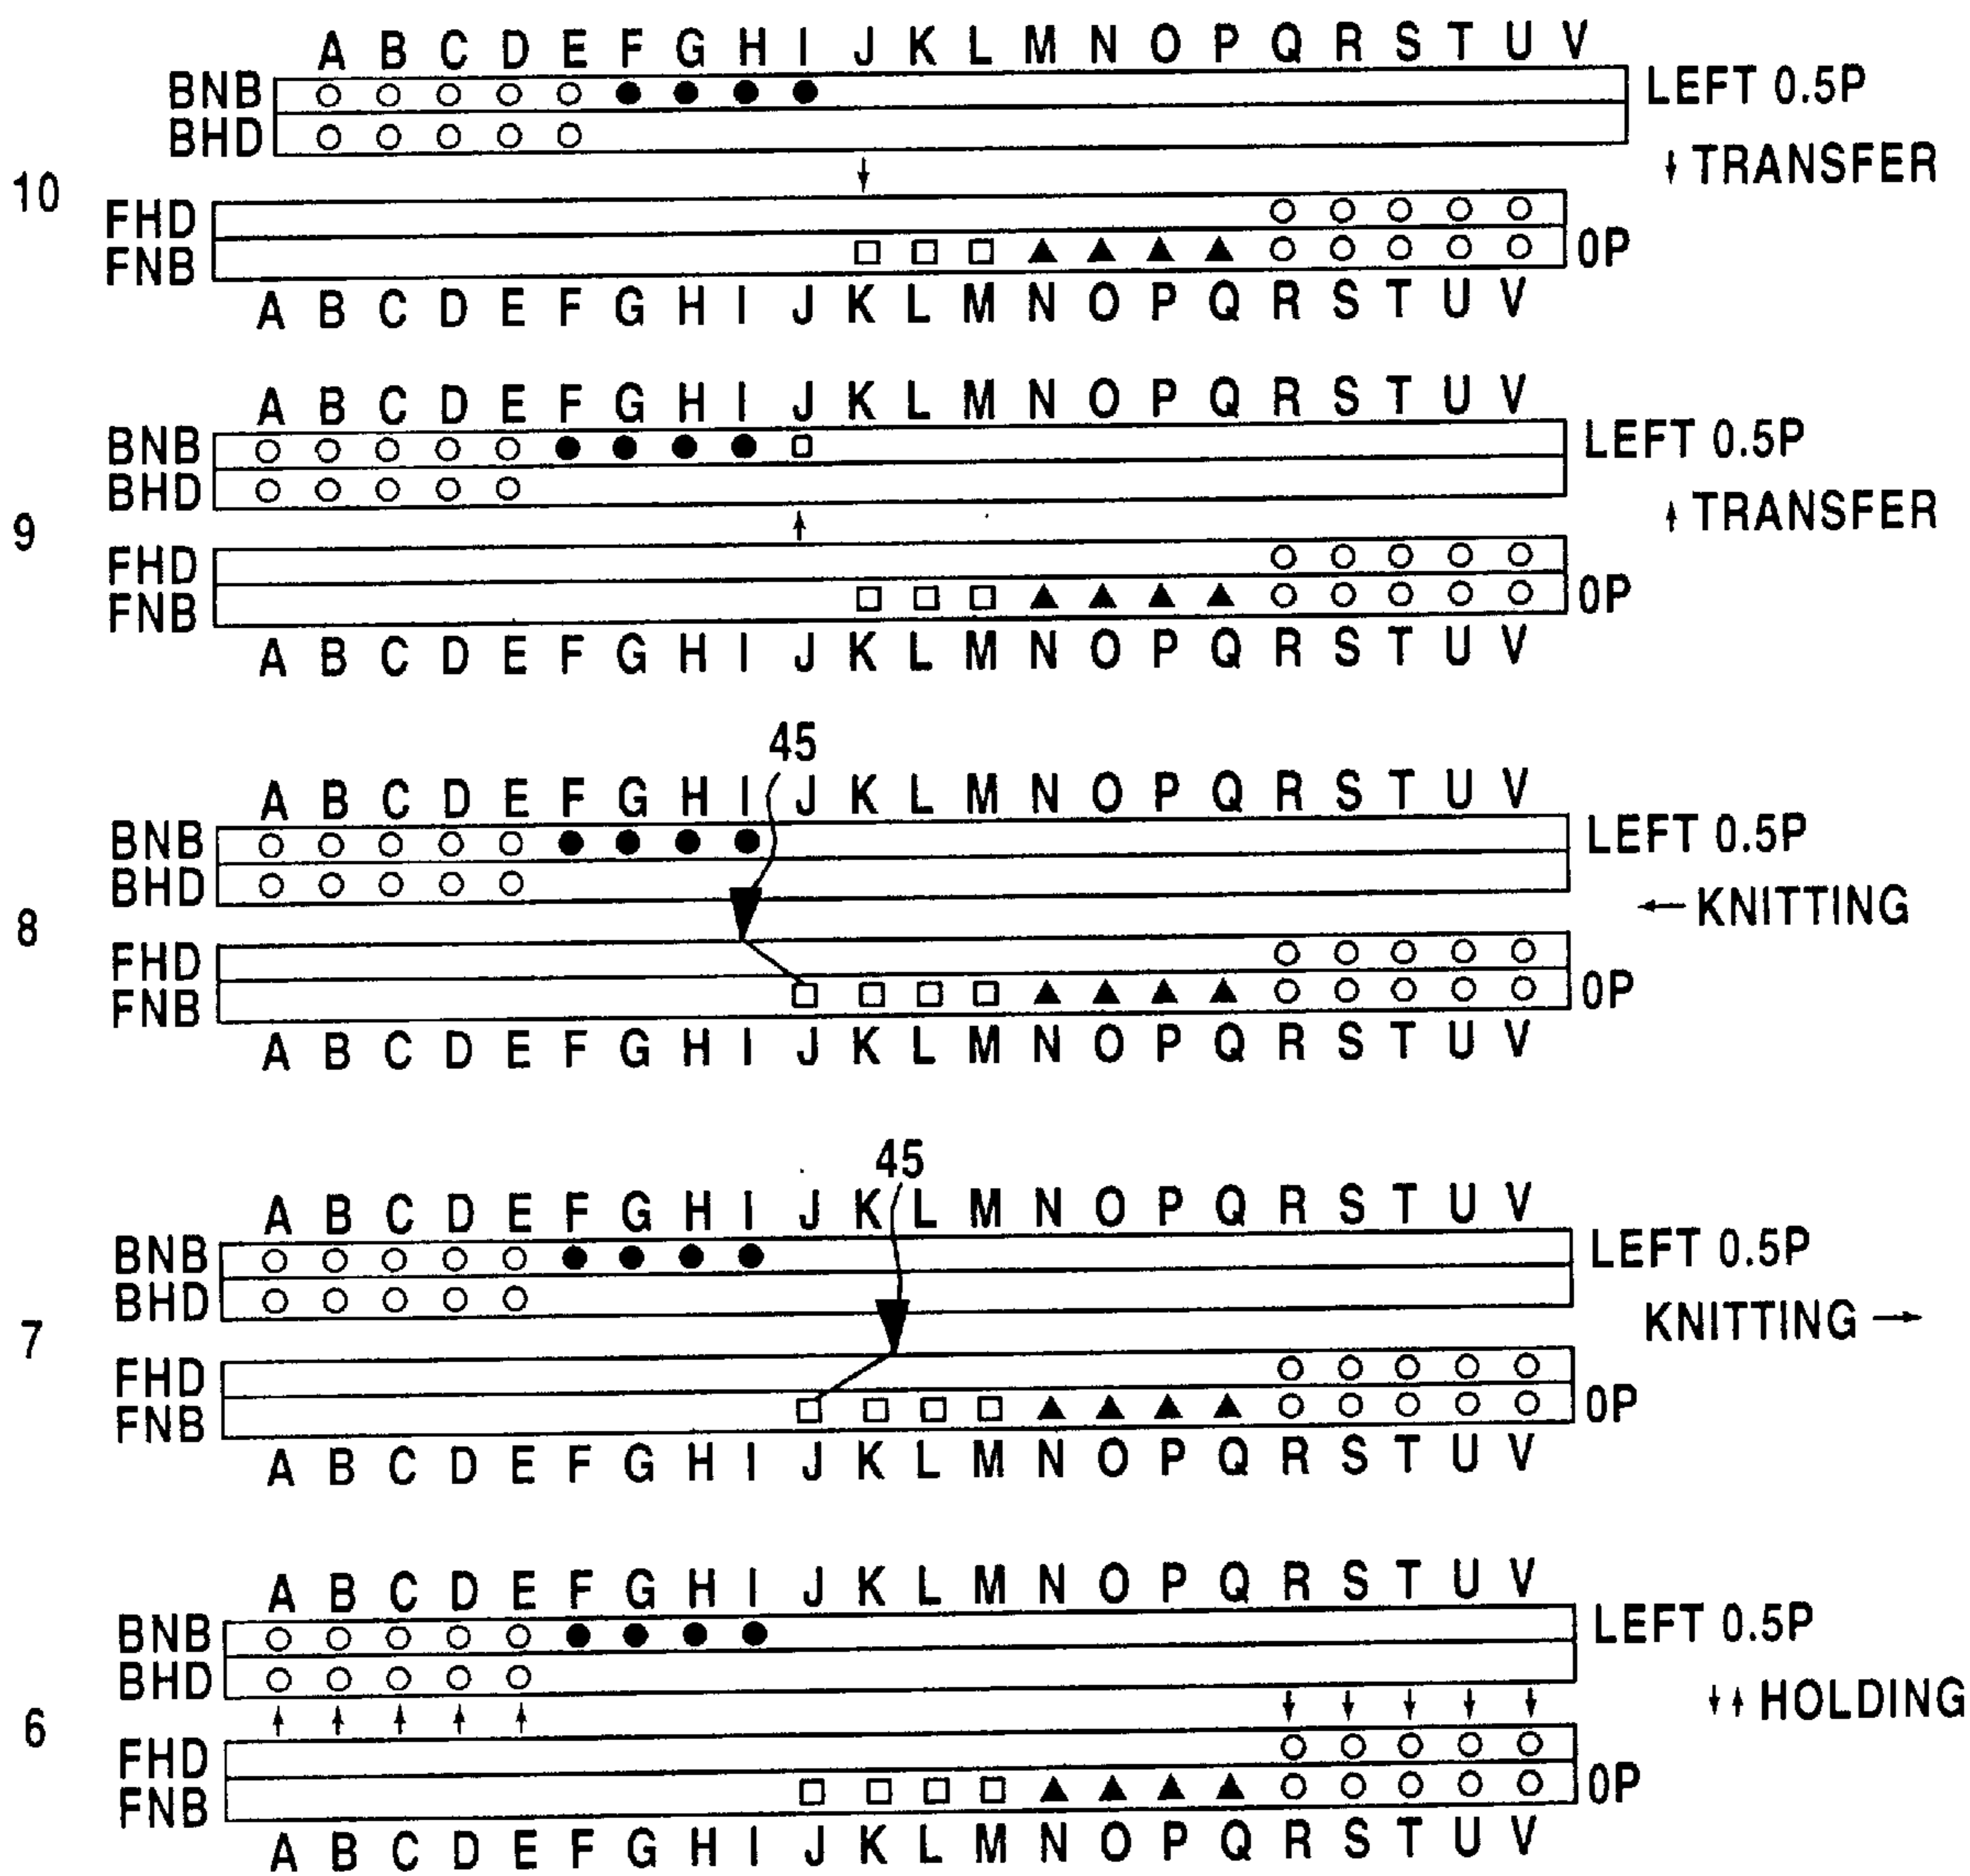 A B C D E F G H I J K L M N O P Q R S T U V
BNB LEFT 0.5P
BHD
↓ TRANSFER
10
FHD
FNB 0P
A B C D E F G H I J K L M N O P Q R S T U V
A B C D E F G H I J K L M N O P Q R S T U V
BNB LEFT 0.5P
BHD
↑ TRANSFER
9
FHD
FNB 0P
A B C D E F G H I J K L M N O P Q R S T U V
45
A B C D E F G H I J K L M N O P Q R S T U V
BNB LEFT 0.5P
BHD
← KNITTING
8
FHD
FNB 0P
A B C D E F G H I J K L M N O P Q R S T U V
45
A B C D E F G H I J K L M N O P Q R S T U V
BNB LEFT 0.5P
BHD
KNITTING →
7
FHD
FNB 0P
A B C D E F G H I J K L M N O P Q R S T U V
A B C D E F G H I J K L M N O P Q R S T U V
BNB LEFT 0.5P
BHD
↓↑ HOLDING
6
FHD
FNB 0P
A B C D E F G H I J K L M N O P Q R S T U V